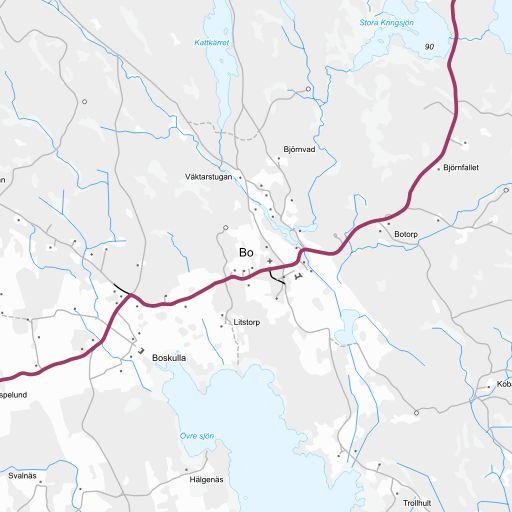 Stora Kringsjön
Kattkärret
90
Björnvad
Björnfallet
Väktarstugan
Botorp
Bo
Litstorp
Boskulla
Övre sjön
Svalnäs
Hälgenäs
Trollhult